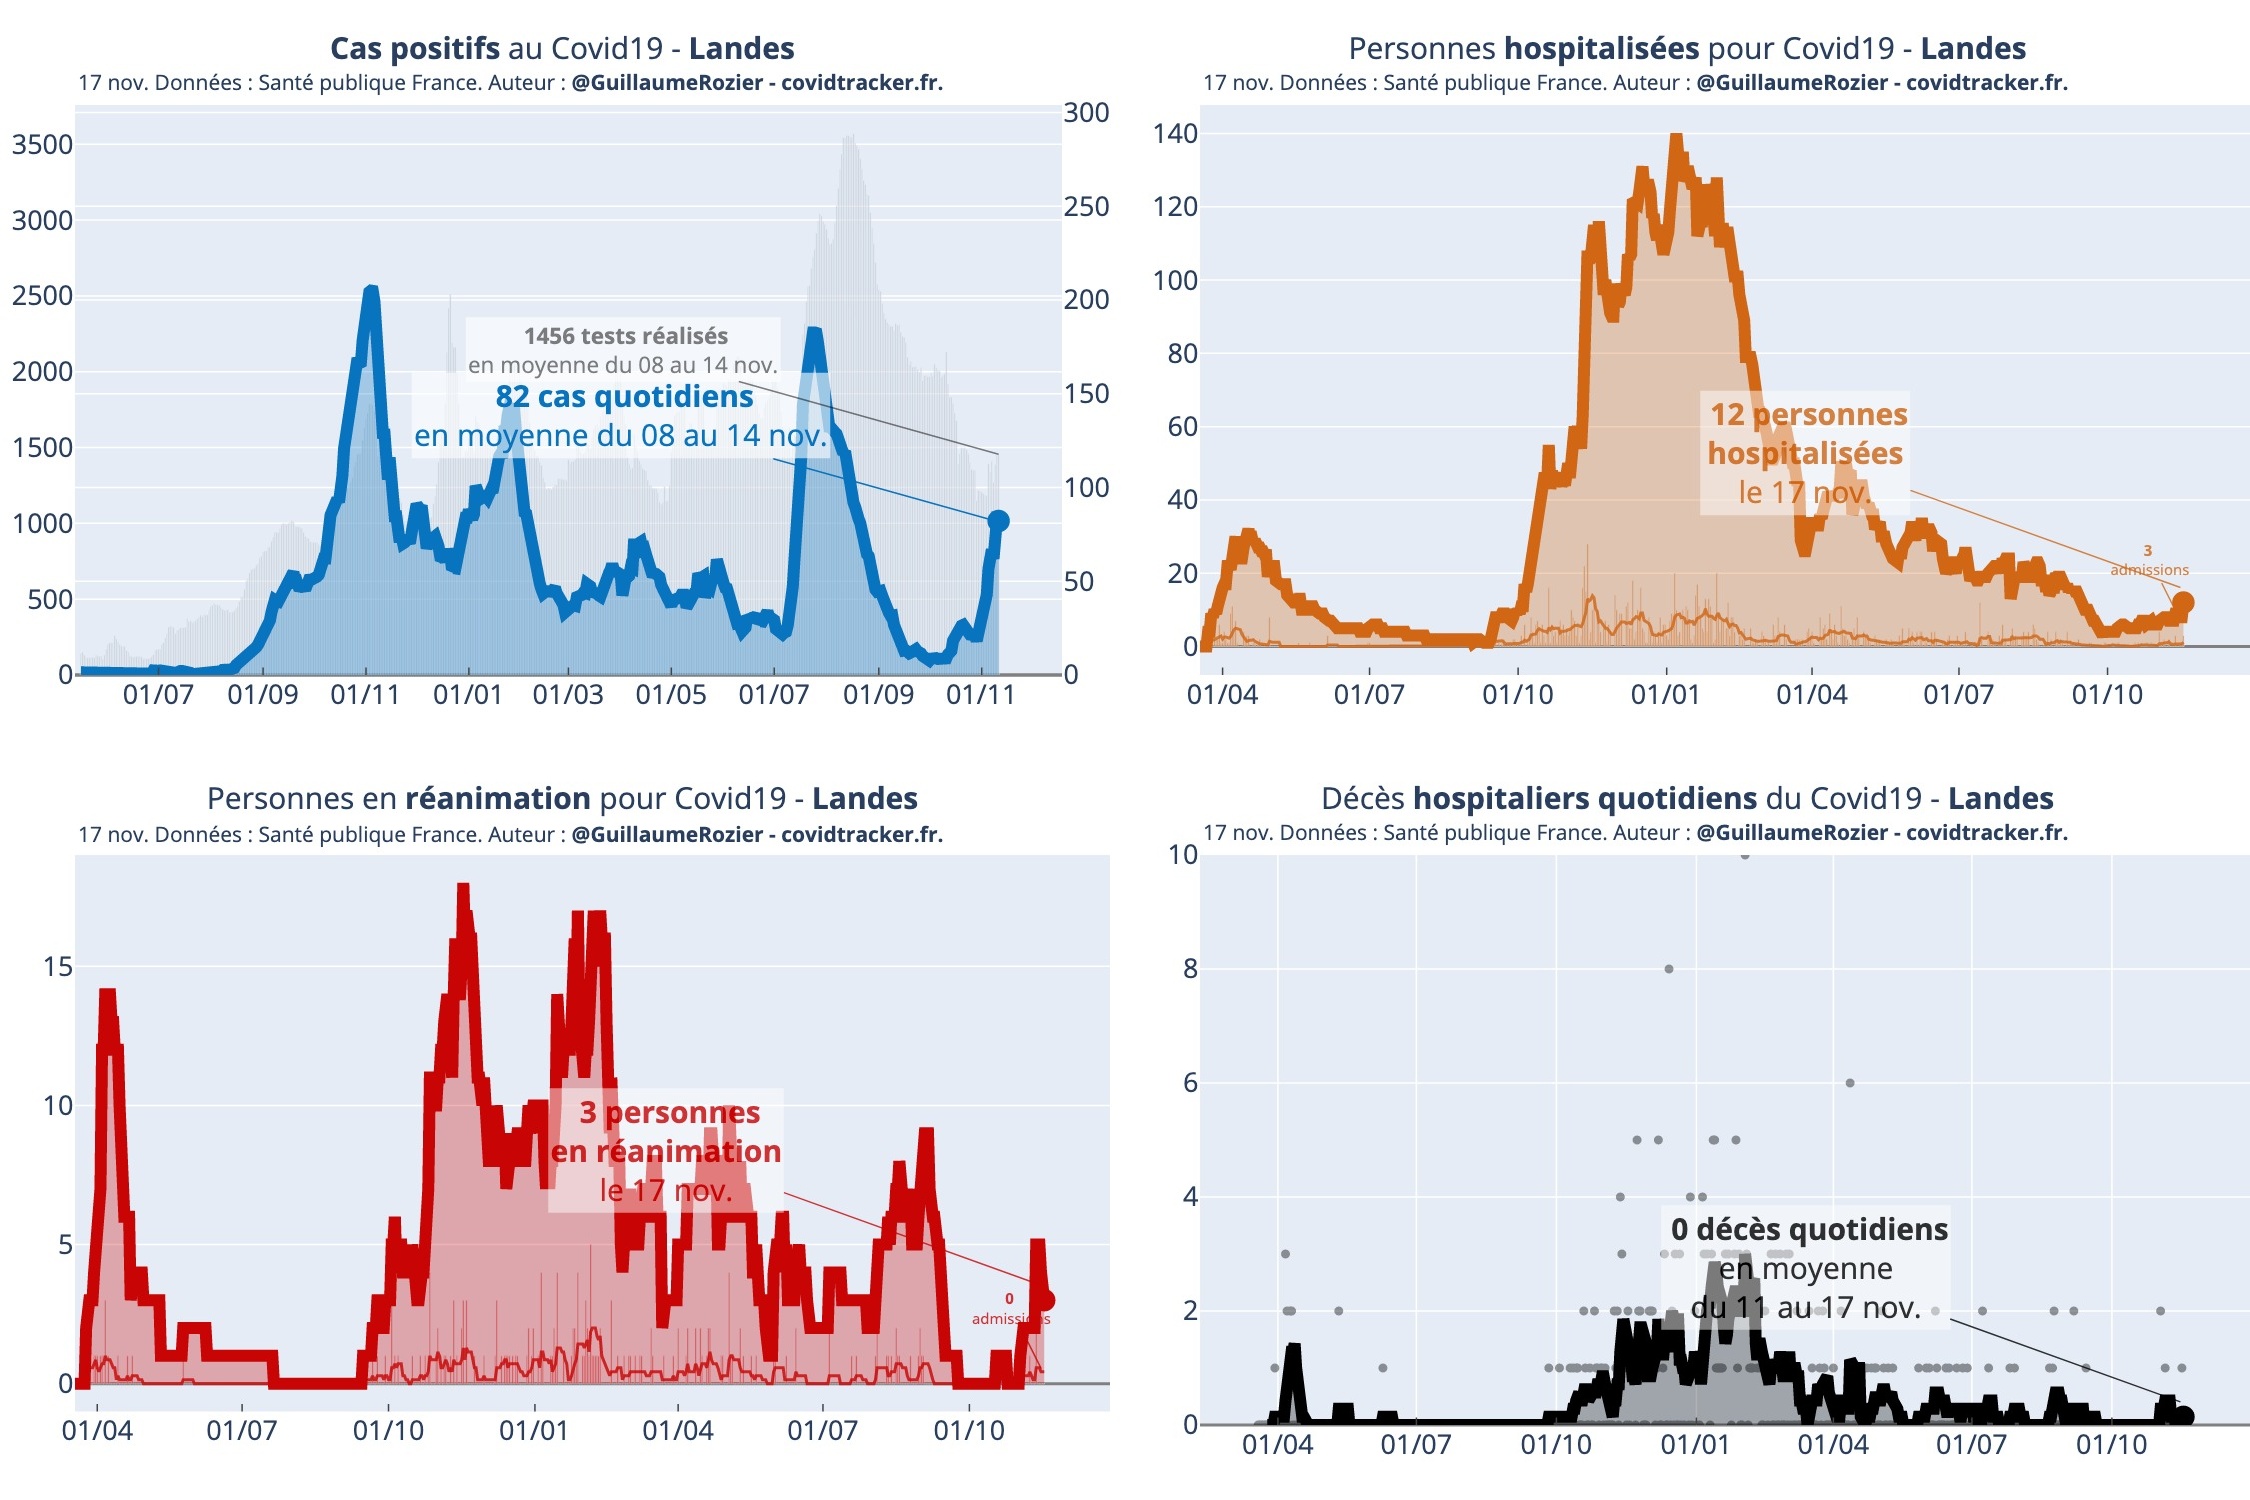 Cas positifs au Covid19 - Landes
17 nov. Données : Santé publique France. Auteur : @GuillaumeRozier - covidtracker.fr.
3500
3000
2500
2000
1500
1000
500
0
300
250
200
150
100
50
0
1456 tests réalisés
en moyenne du 08 au 14 nov.
82 cas quotidiens
en moyenne du 08 au 14 nov.
01/07 01/09 01/11 01/01 01/03 01/05 01/07 01/09 01/11
Personnes hospitalisées pour Covid19 - Landes
17 nov. Données : Santé publique France. Auteur : @GuillaumeRozier - covidtracker.fr.
140
120
100
80
60
40
20
0
12 personnes
hospitalisées
le 17 nov.
3
admissions
01/04 01/07 01/10 01/01 01/04 01/07 01/10
Personnes en réanimation pour Covid19 - Landes
17 nov. Données : Santé publique France. Auteur : @GuillaumeRozier - covidtracker.fr.
15
10
5
0
3 personnes
en réanimation
le 17 nov.
0
admissions
01/04 01/07 01/10 01/01 01/04 01/07 01/10
Décès hospitaliers quotidiens du Covid19 - Landes
17 nov. Données : Santé publique France. Auteur : @GuillaumeRozier - covidtracker.fr.
10
8
6
4
2
0
0 décès quotidiens
en moyenne
du 11 au 17 nov.
01/04 01/07 01/10 01/01 01/04 01/07 01/10